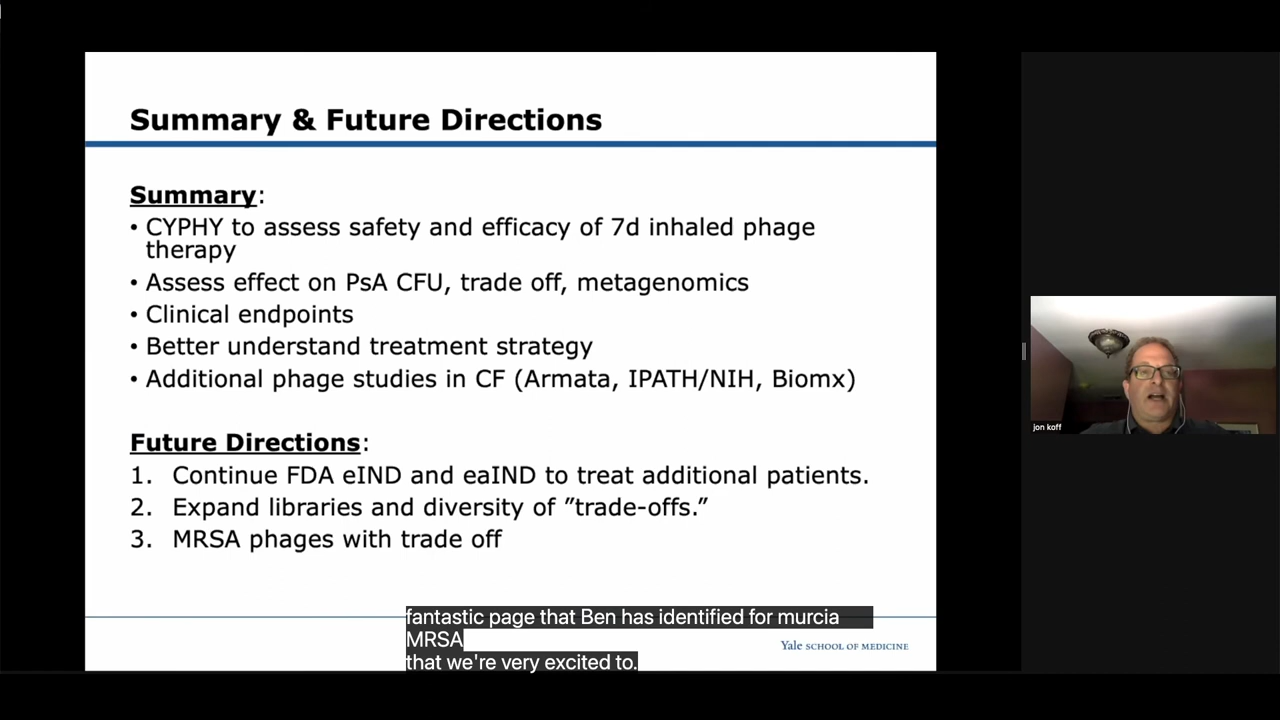 Summary & Future Directions
Summary:
• CYPHY to assess safety and efficacy of 7d inhaled phage
therapy
• Assess effect on PsA CFU, trade off, metagenomics
• Clinical endpoints
• Better understand treatment strategy
• Additional phage studies in CF (Armata, IPATH/NIH, Biomx)
Future Directions:
1. Continue FDA eIND and eaIND to treat additional patients.
2. Expand libraries and diversity of ”trade-offs.”
3. MRSA phages with trade off
fantastic page that Ben has identified for murcia
MRSA
that we're very excited to.
Yale SCHOOL OF MEDICINE
jon koff